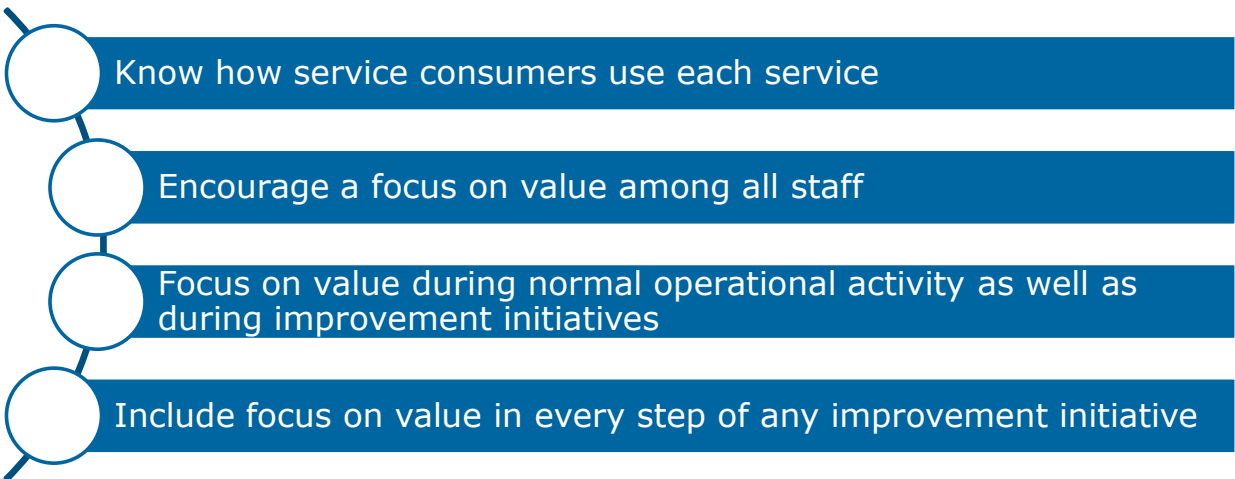 Know how service consumers use each service
Encourage a focus on value among all staff
Focus on value during normal operational activity as well as
during improvement initiatives
Include focus on value in every step of any improvement initiative